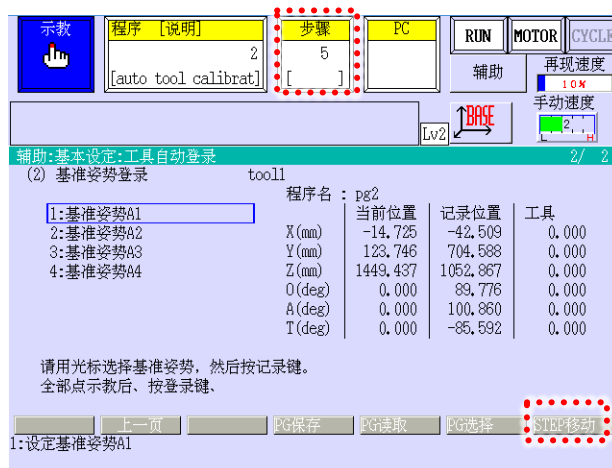 示教 程序 [说明] 步骤 PC RUN MOTOR CYCLE
2 5 辅助 再现速度
[auto tool calibrat] [ ] 10%
手动速度
Lv2 BASE 2
L H
辅助:基本设定:工具自动登录 2/ 2
(2) 基准姿势登录 tool1
程序名 : pg2
1:基准姿势A1 当前位置 记录位置 工具
2:基准姿势A2 X(mm) -14.725 -42.509 0.000
3:基准姿势A3 Y(mm) 123.746 704.588 0.000
4:基准姿势A4 Z(mm) 1449.437 1052.867 0.000
O(deg) 0.000 89.776 0.000
A(deg) 0.000 100.860 0.000
T(deg) 0.000 -85.592 0.000
请用光标选择基准姿势，然后按记录键。
全部点示教后、按登录键、
上一页 PG保存 PG读取 PG选择 STEP移动
1:设定基准姿势A1